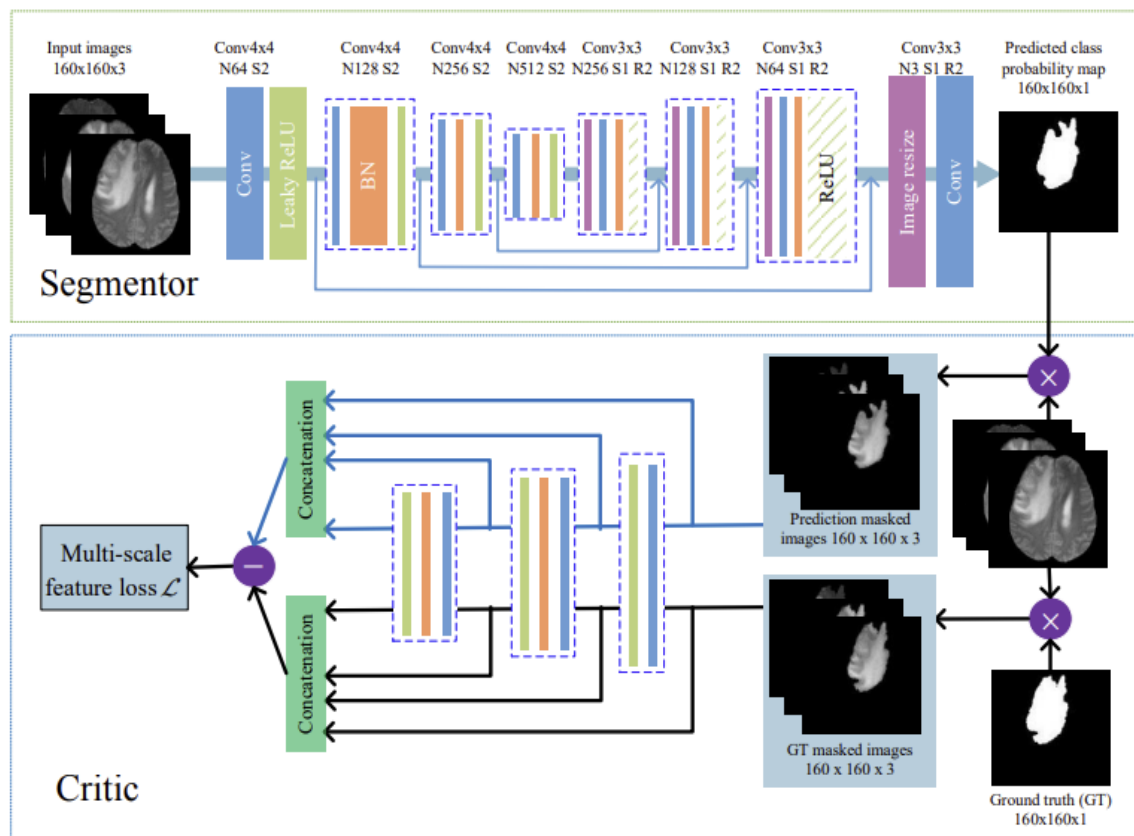 Input images
160x160x3
Conv4x4
N64 S2
Conv4x4
N128 S2
Conv4x4
N256 S2
Conv4x4
N512 S2
Conv3x3
N256 S1 R2
Conv3x3
N128 S1 R2
Conv3x3
N64 S1 R2
Conv3x3
N3 S1 R2
Predicted class
probability map
160x160x1
Conv
Leaky ReLU
BN
ReLU
Image resize
Conv
Segmentor
×
Concatenation
Prediction masked
images 160 x 160 x 3
Multi-scale
feature loss ℒ
−
Concatenation
×
GT masked images
160 x 160 x 3
Critic
Ground truth (GT)
160x160x1